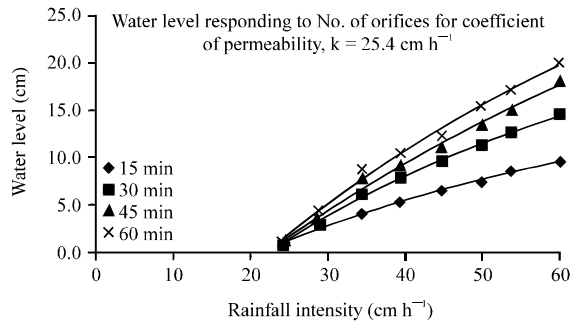 Water level responding to No. of orifices for coefficient
of permeability, k = 25.4 cm h⁻¹
Water level (cm)
25.0
20.0
15.0
10.0
5.0
0.0
15 min
30 min
45 min
60 min
0 10 20 30 40 50 60
Rainfall intensity (cm h⁻¹)